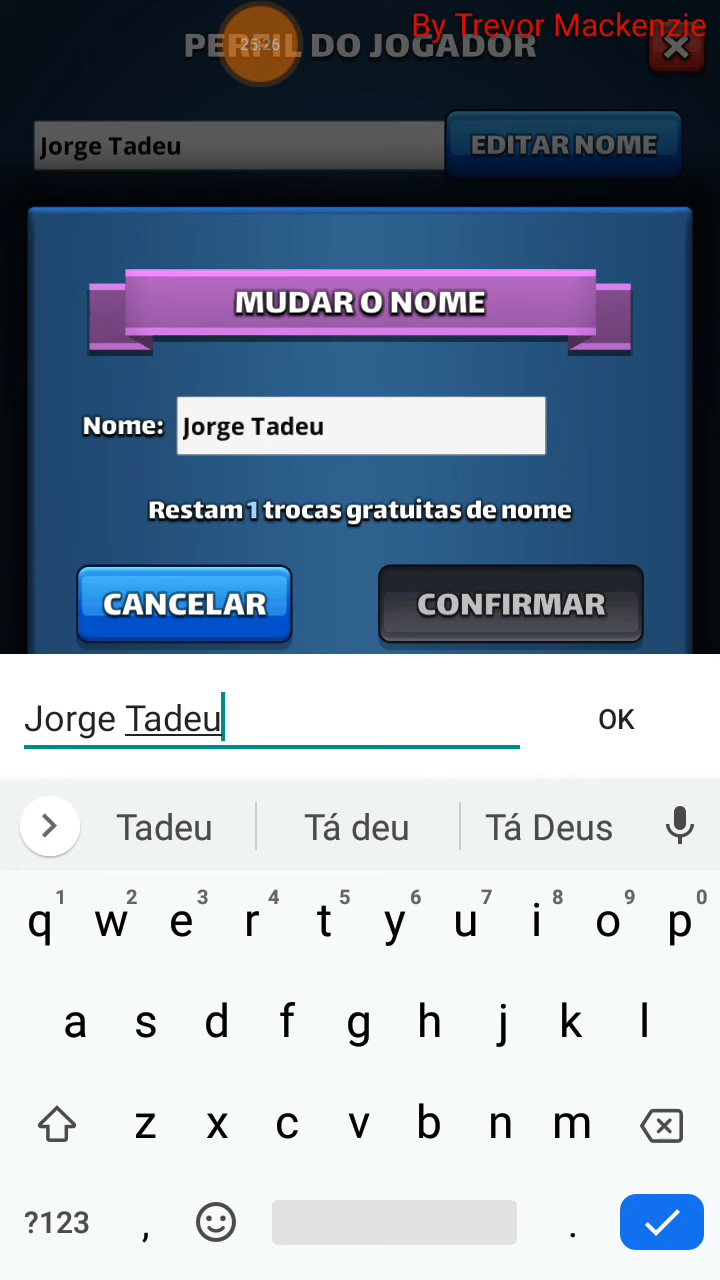 By Trevor Mackenzie
PERFIL DO JOGADOR
25:26
Jorge Tadeu
EDITAR NOME
MUDAR O NOME
Nome: Jorge Tadeu
Restam 1 trocas gratuitas de nome
CANCELAR CONFIRMAR
Jorge Tadeu OK
Tadeu Tá deu Tá Deus
1 2 3 4 5 6 7 8 9 0
q w e r t y u i o p
a s d f g h j k l
z x c v b n m
?123 , .